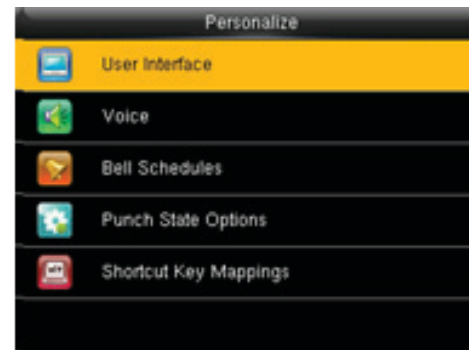 Personalize
User Interface
Voice
Bell Schedules
Punch State Options
Shortcut Key Mappings